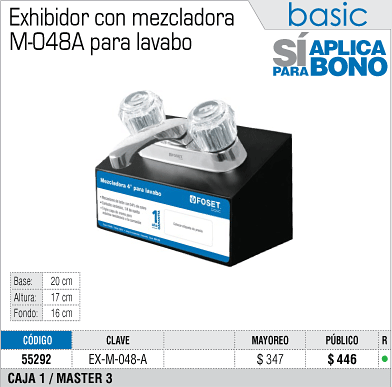 Exhibidor con mezcladora
M-048A para lavabo
basic
SÍ APLICA
PARA BONO
Mezcladora 4" para lavabo
FOSET
basic
1
Base: 20 cm
Altura: 17 cm
Fondo: 16 cm
CÓDIGO CLAVE MAYOREO PÚBLICO R
55292 EX-M-048-A $ 347 $ 446
CAJA 1 / MASTER 3